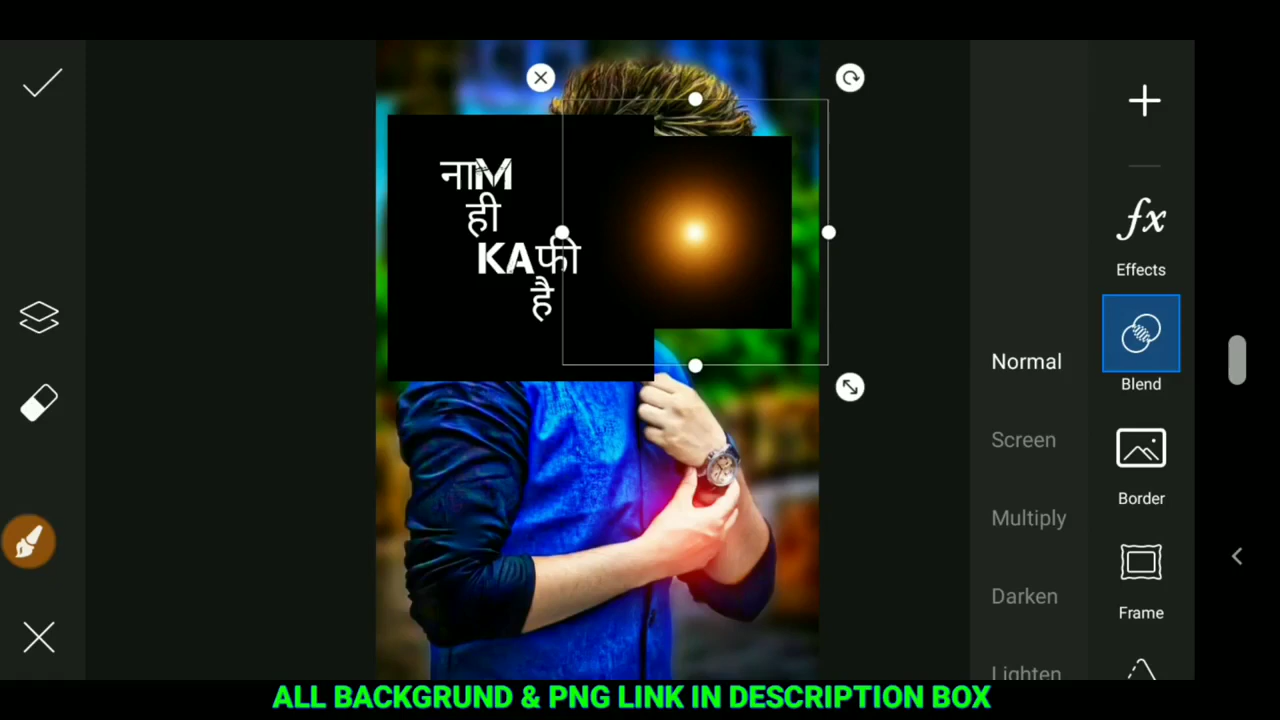 नाM
ही
KAफी
है
Effects
Normal
Blend
Screen
Border
Multiply
Darken
Frame
Lighten
ALL BACKGRUND & PNG LINK IN DESCRIPTION BOX